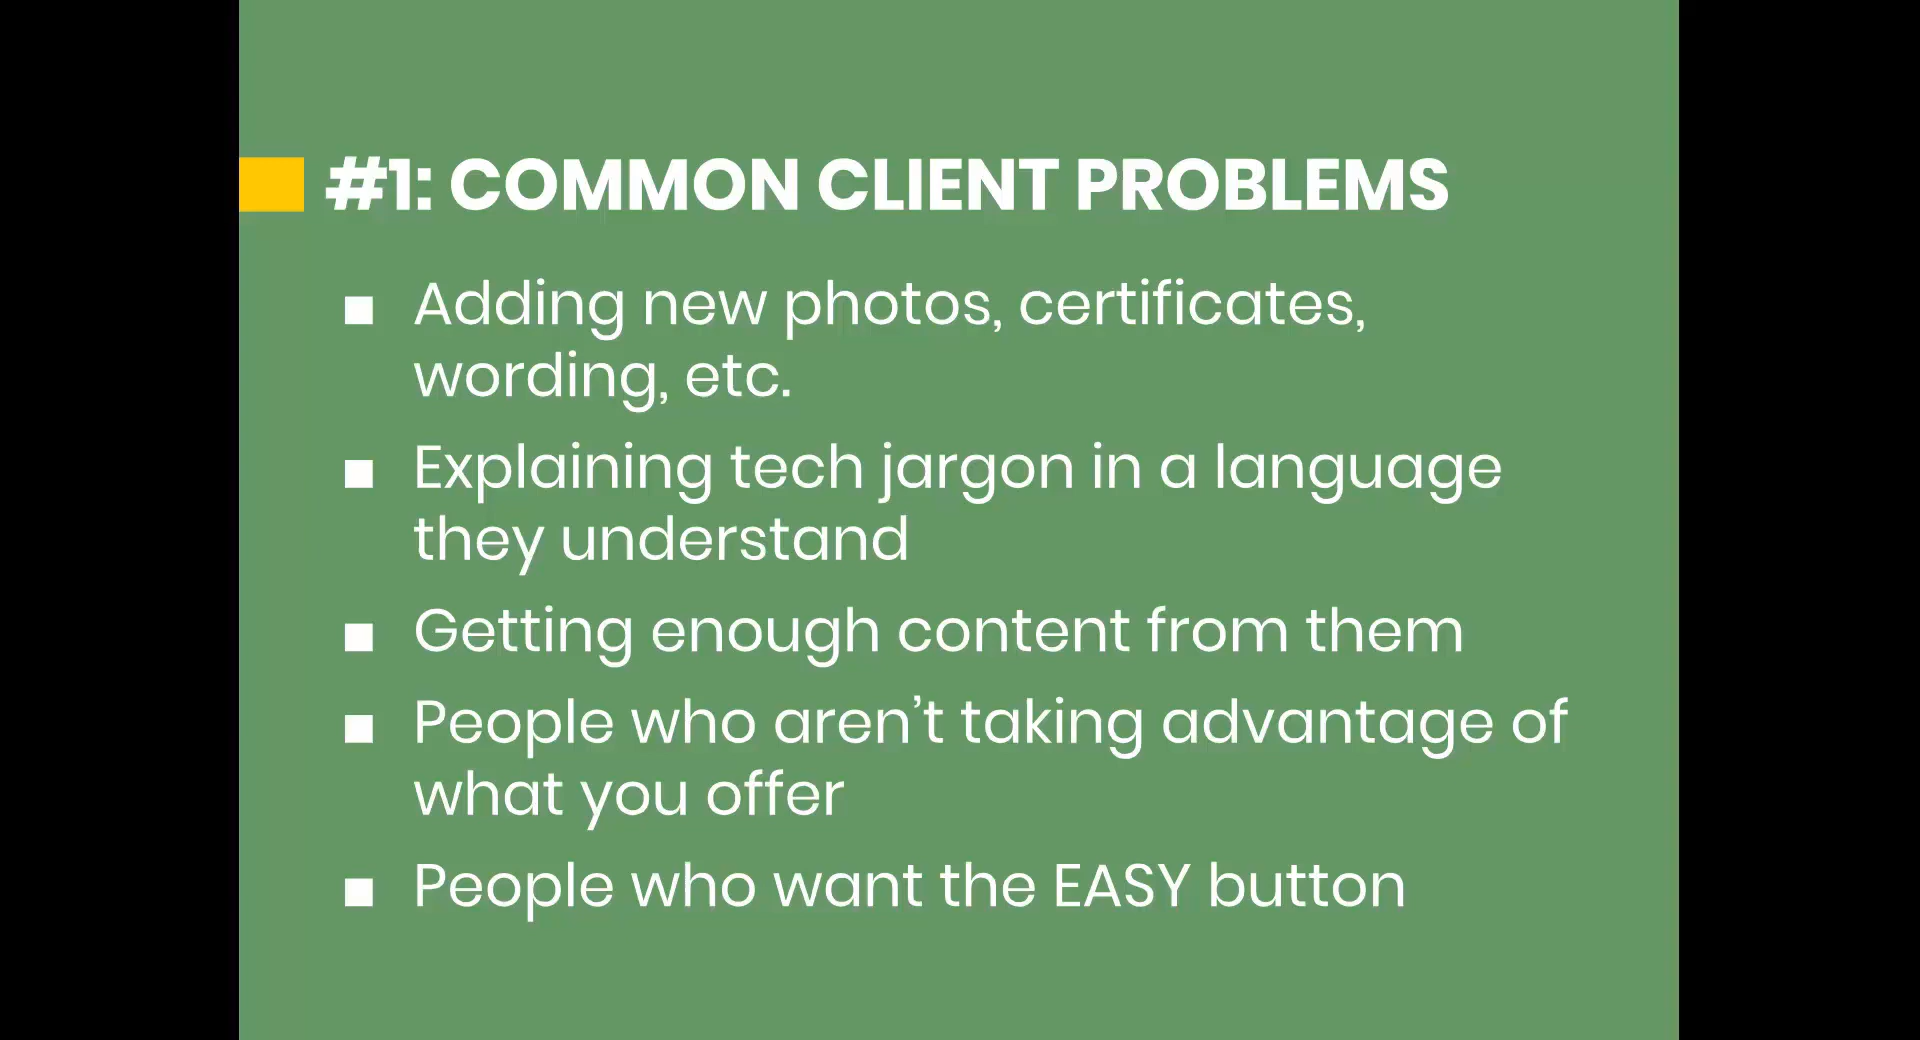 #1: COMMON CLIENT PROBLEMS
Adding new photos, certificates,
wording, etc.
Explaining tech jargon in a language
they understand
Getting enough content from them
People who aren’t taking advantage of
what you offer
People who want the EASY button